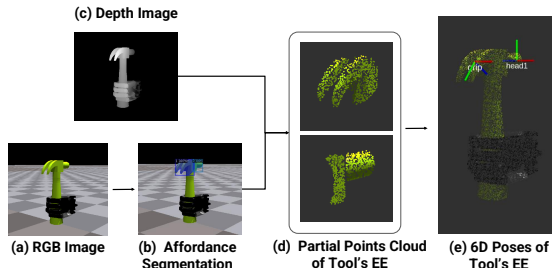 (c) Depth Image
grip
head1
(a) RGB Image
(b) Affordance
Segmentation
(d) Partial Points Cloud
of Tool's EE
(e) 6D Poses of
Tool's EE